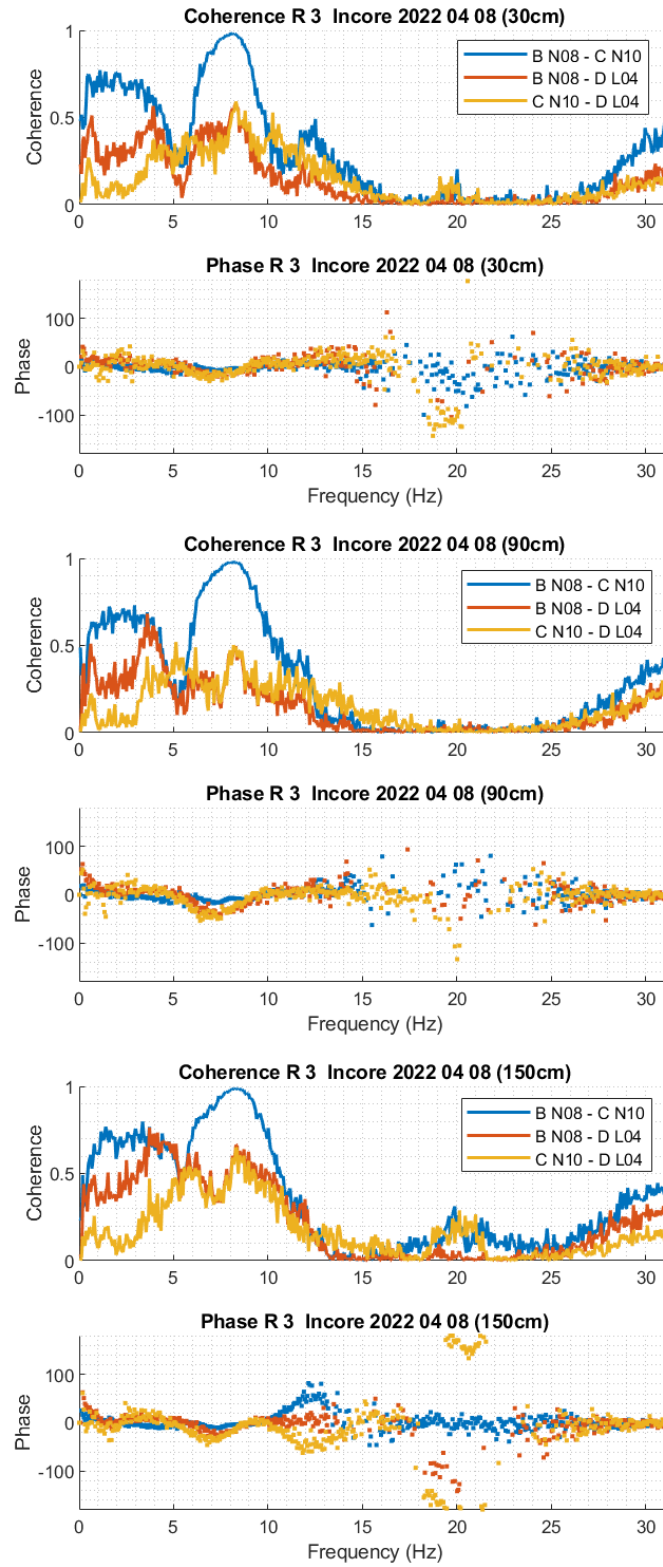 Coherence R 3 Incore 2022 04 08 (30cm)
1
0.5
0
Coherence
B N08 - C N10
B N08 - D L04
C N10 - D L04
0 5 10 15 20 25 30
Phase R 3 Incore 2022 04 08 (30cm)
100
0
-100
Phase
0 5 10 15 20 25 30
Frequency (Hz)
Coherence R 3 Incore 2022 04 08 (90cm)
1
0.5
0
Coherence
B N08 - C N10
B N08 - D L04
C N10 - D L04
0 5 10 15 20 25 30
Phase R 3 Incore 2022 04 08 (90cm)
100
0
-100
Phase
0 5 10 15 20 25 30
Frequency (Hz)
Coherence R 3 Incore 2022 04 08 (150cm)
1
0.5
0
Coherence
B N08 - C N10
B N08 - D L04
C N10 - D L04
0 5 10 15 20 25 30
Phase R 3 Incore 2022 04 08 (150cm)
100
0
-100
Phase
0 5 10 15 20 25 30
Frequency (Hz)